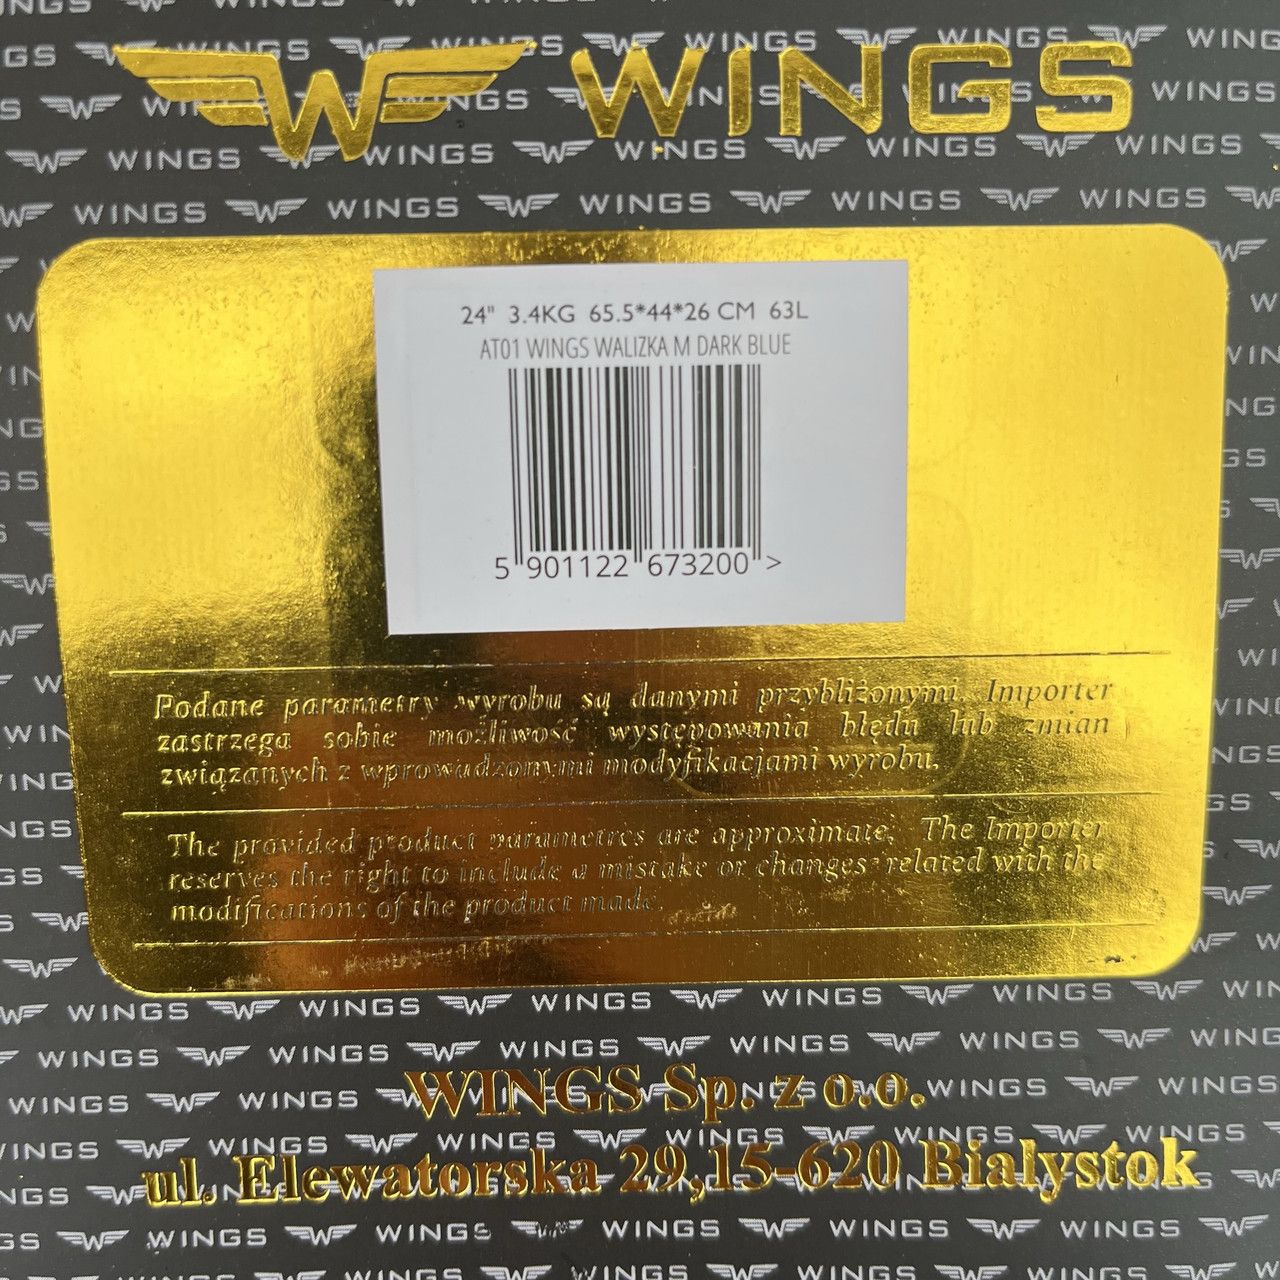 WINGS
24" 3.4KG 65.5*44*26 CM 63L
AT01 WINGS WALIZKA M DARK BLUE
5 901122 673200 >
Podane parametry wyrobu są danymi przybliżonymi. Importer
zastrzega sobie możliwość występowania błędu lub zmian
związanych z wprowadzonymi modyfikacjami wyrobu.
The provided product parametres are approximate. The Importer
reserves the right to include a mistake or changes related with the
modifications of the product made.
WINGS Sp. z o.o.
ul. Elewatorska 29,15-620 Białystok